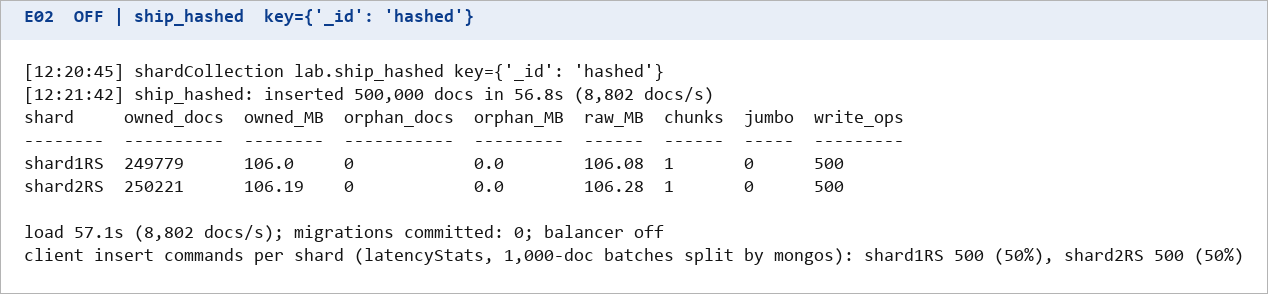 E02  OFF | ship_hashed  key={'_id': 'hashed'}
[12:20:45] shardCollection lab.ship_hashed key={'_id': 'hashed'}
[12:21:42] ship_hashed: inserted 500,000 docs in 56.8s (8,802 docs/s)
shard     owned_docs  owned_MB  orphan_docs  orphan_MB  raw_MB  chunks  jumbo  write_ops
--------  ----------  --------  -----------  ---------  ------  ------  -----  ---------
shard1RS  249779      106.0     0            0.0        106.08  1       0      500
shard2RS  250221      106.19    0            0.0        106.28  1       0      500
load 57.1s (8,802 docs/s); migrations committed: 0; balancer off
client insert commands per shard (latencyStats, 1,000-doc batches split by mongos): shard1RS 500 (50%), shard2RS 500 (50%)